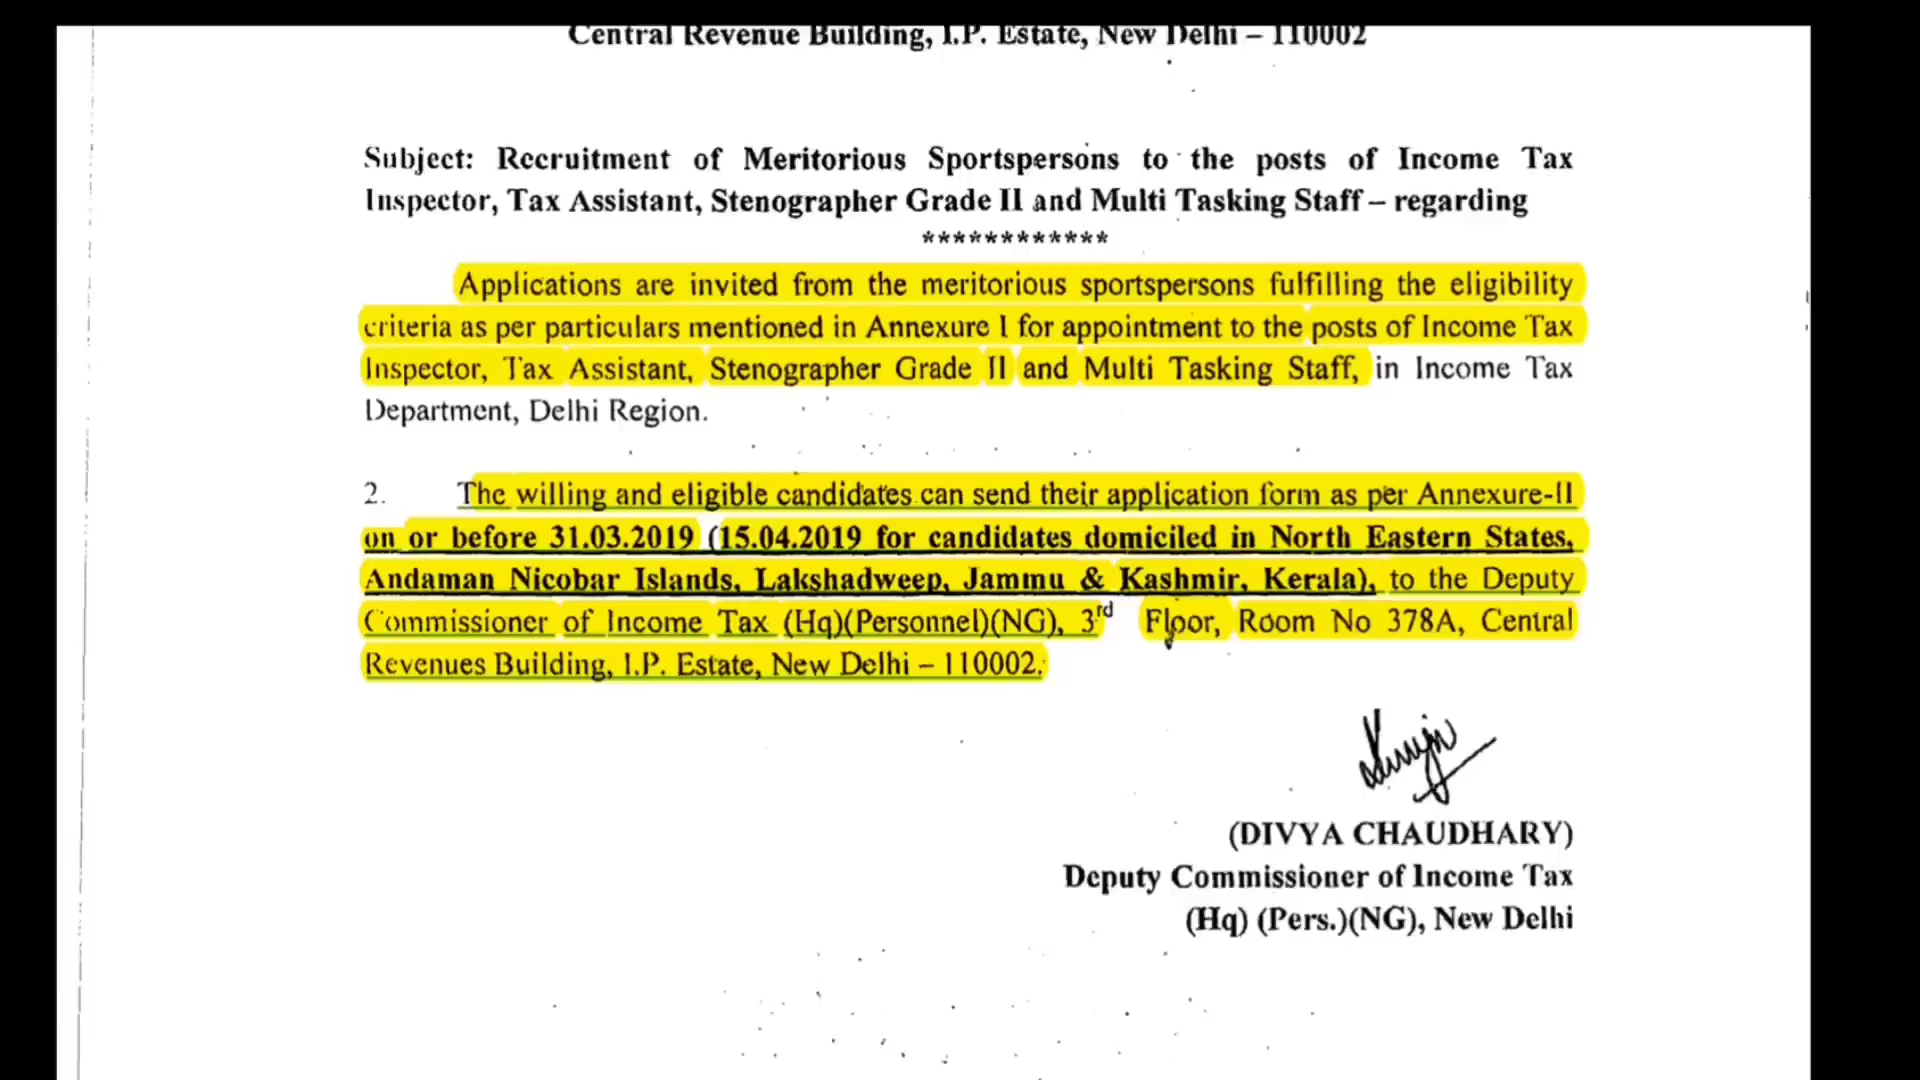 Central Revenue Building, I.P. Estate, New Delhi – 110002
Subject: Recruitment of Meritorious Sportspersons to the posts of Income Tax
Inspector, Tax Assistant, Stenographer Grade II and Multi Tasking Staff – regarding
************
Applications are invited from the meritorious sportspersons fulfilling the eligibility
criteria as per particulars mentioned in Annexure I for appointment to the posts of Income Tax
Inspector, Tax Assistant, Stenographer Grade II and Multi Tasking Staff, in Income Tax
Department, Delhi Region.
2. The willing and eligible candidates can send their application form as per Annexure-II
on or before 31.03.2019 (15.04.2019 for candidates domiciled in North Eastern States,
Andaman Nicobar Islands, Lakshadweep, Jammu & Kashmir, Kerala), to the Deputy
Commissioner of Income Tax (Hq)(Personnel)(NG), 3rd Floor, Room No 378A, Central
Revenues Building, I.P. Estate, New Delhi – 110002.
(DIVYA CHAUDHARY)
Deputy Commissioner of Income Tax
(Hq) (Pers.)(NG), New Delhi